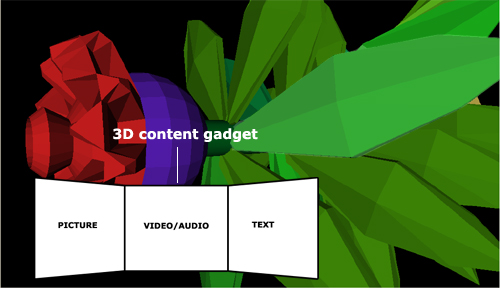 3D content gadget
PICTURE
VIDEO/AUDIO
TEXT